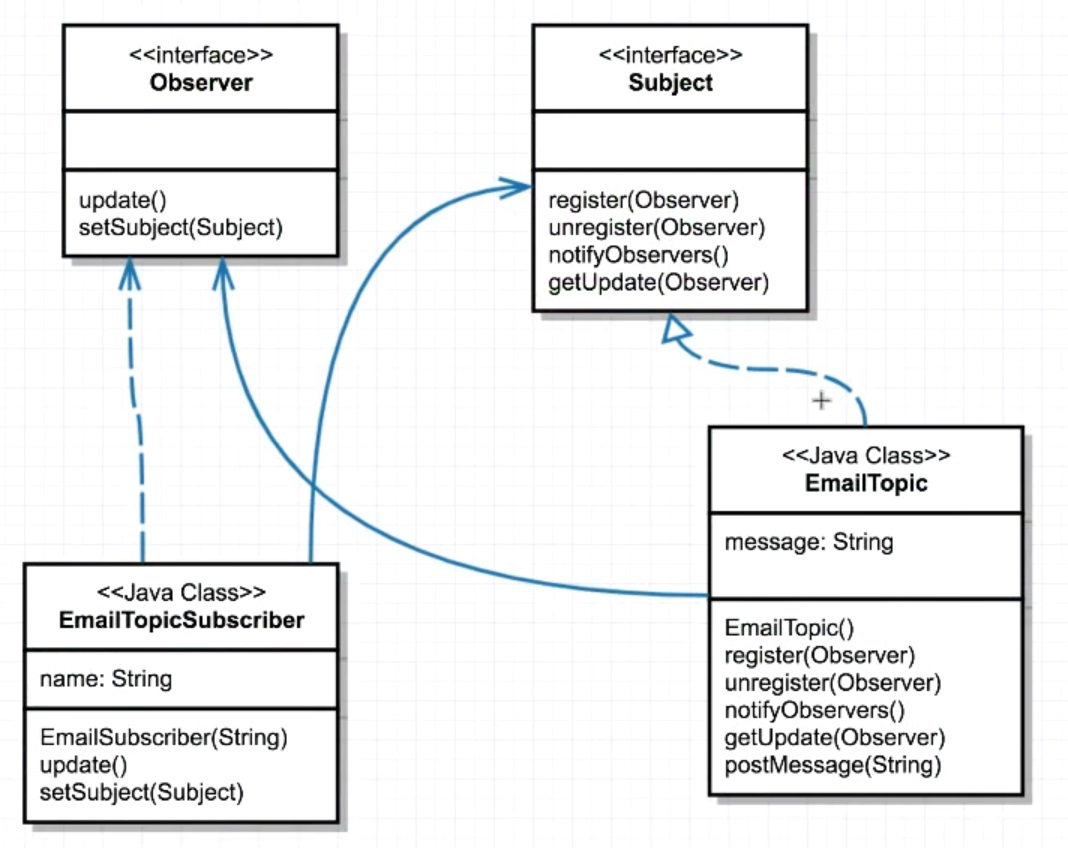 <<interface>>
Observer
update()
setSubject(Subject)
<<interface>>
Subject
register(Observer)
unregister(Observer)
notifyObservers()
getUpdate(Observer)
<<Java Class>>
EmailTopic
message: String
EmailTopic()
register(Observer)
unregister(Observer)
notifyObservers()
getUpdate(Observer)
postMessage(String)
<<Java Class>>
EmailTopicSubscriber
name: String
EmailSubscriber(String)
update()
setSubject(Subject)